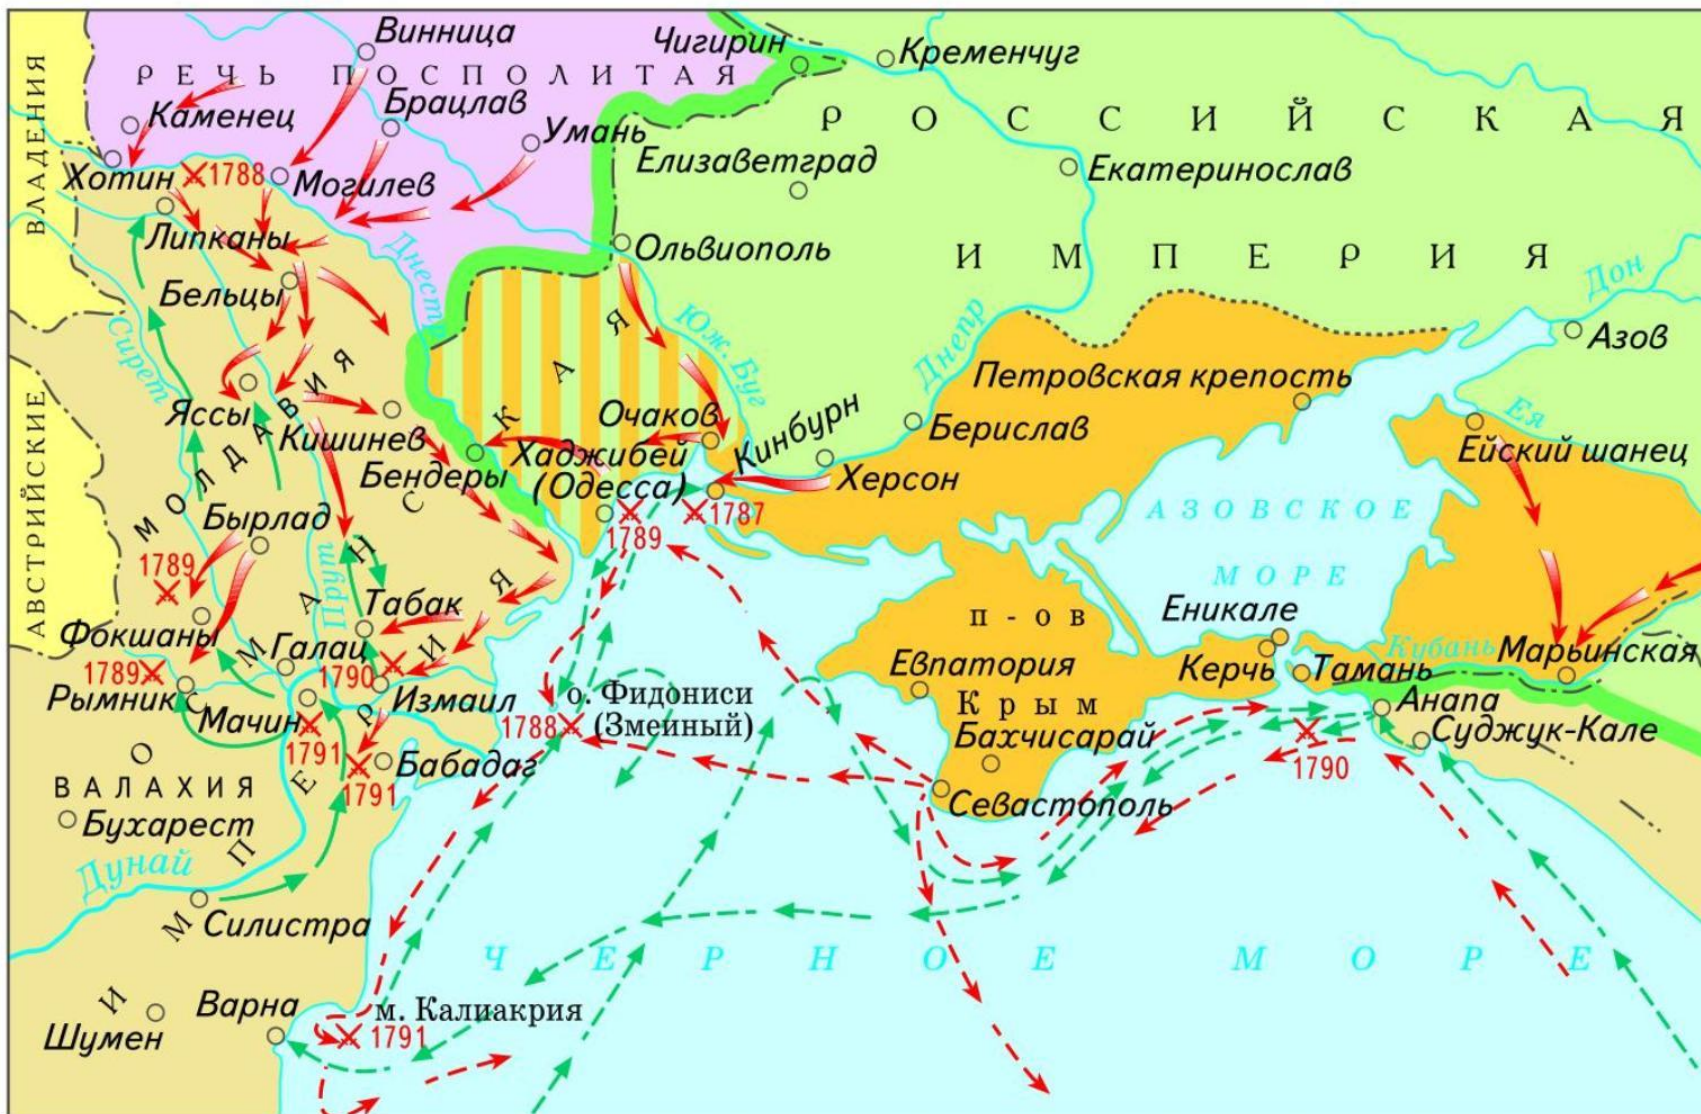 Винница
Чигирин
Кременчуг
РЕЧЬ ПОСПОЛИТАЯ
Брацлав
Каменец
Умань
РОССИЙСКАЯ
ИМПЕРИЯ
ВЛАДЕНИЯ
АВСТРИЙСКИЕ
Елизаветград
Екатеринослав
Хотин
1788
Могилев
Липканы
Днестр
Ольвиополь
Бельцы
Юж. Буг
Днепр
Дон
Азов
Сирет
ОСМАНСКАЯ
ИМПЕРИЯ
МОЛДАВИЯ
Петровская крепость
Яссы
Кишинев
Очаков
Кинбурн
Берислав
Ея
Ейский шанец
Бендеры
Хаджибей
(Одесса)
Херсон
1789
1787
АЗОВСКОЕ
МОРЕ
Бырлад
1789
Прут
Табак
п-ов
Крым
Еникале
Керчь
Тамань
Кубань
Марьинская
Фокшаны
1789
Галац
1790
Рымник
Измаил
Мачин
1791
о. Фидониси
(Змеиный)
1788
Евпатория
Бахчисарай
Анапа
Суджук-Кале
1790
Бабадаг
1791
ВАЛАХИЯ
Бухарест
Севастополь
Дунай
Силистра
ЧЕРНОЕ МОРЕ
Варна
м. Калиакрия
1791
Шумен